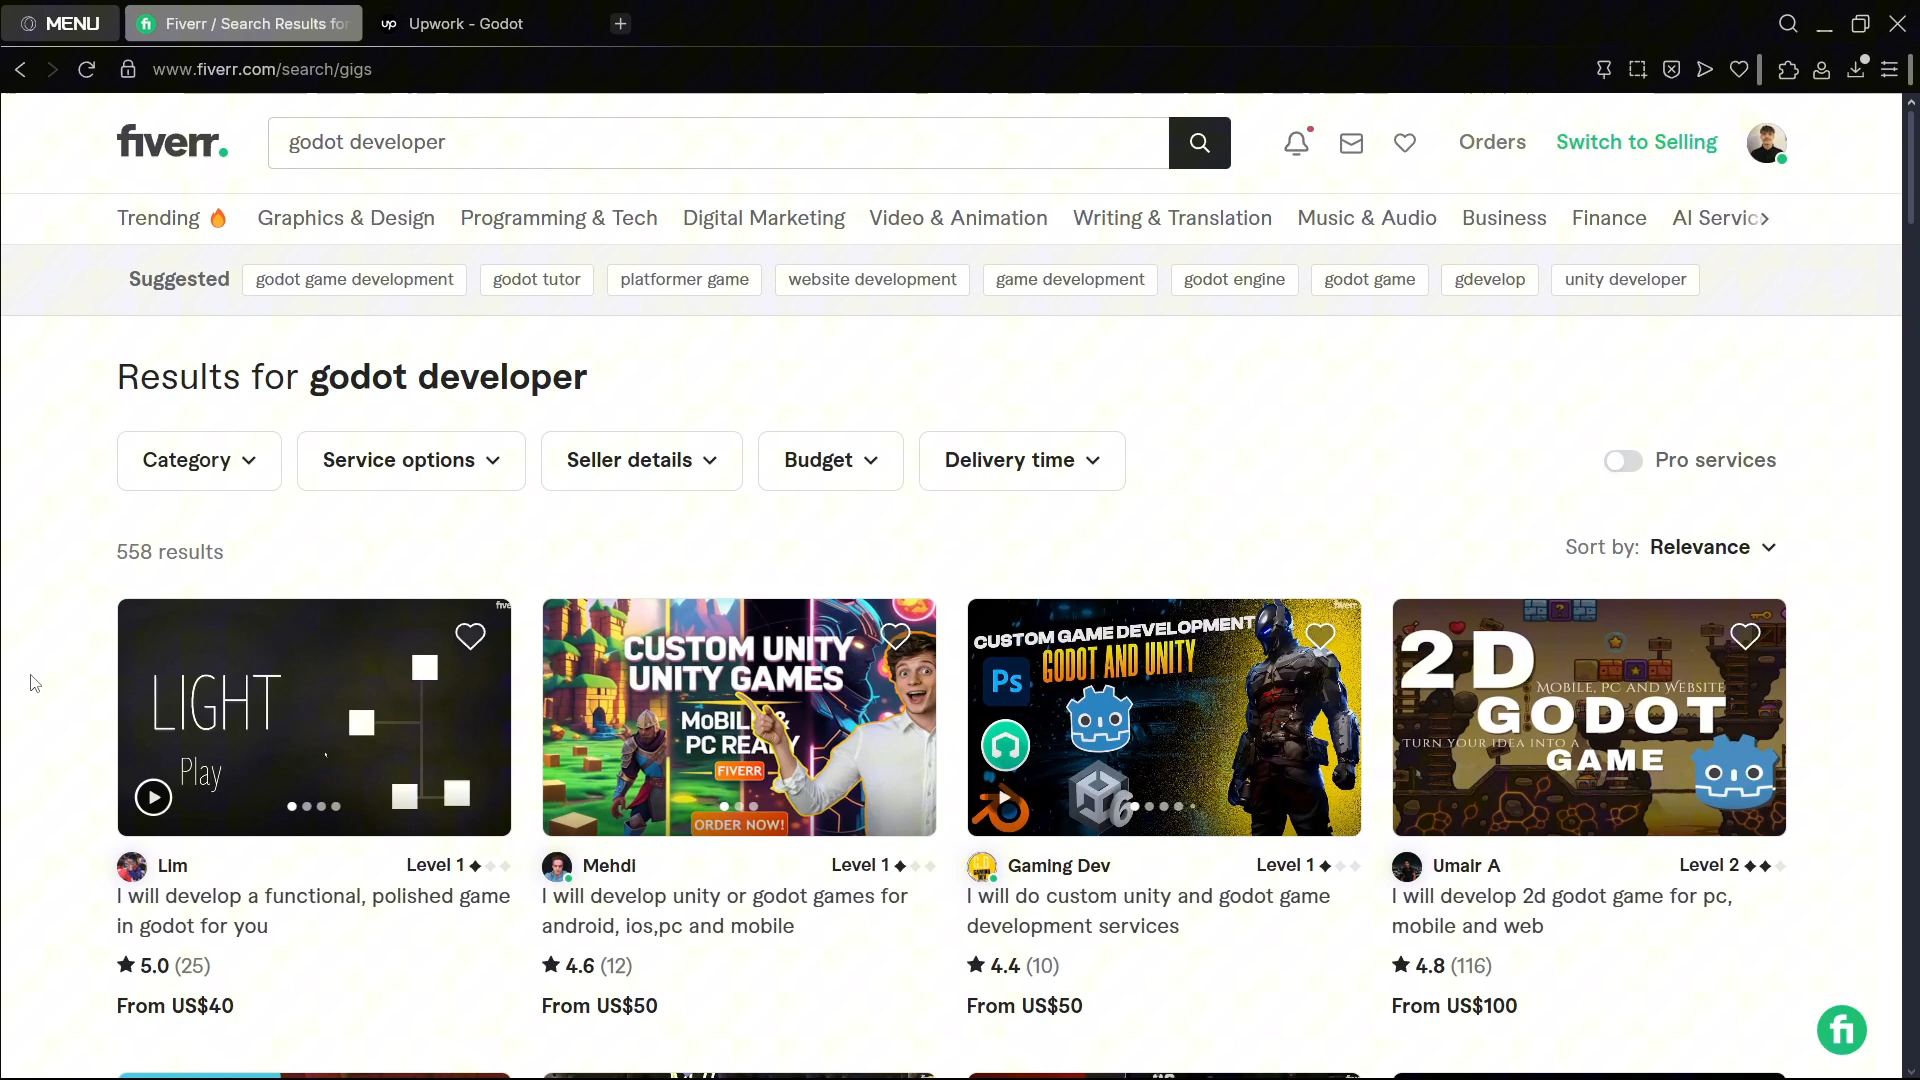 MENU
Fiverr / Search Results for
Upwork - Godot
www.fiverr.com/search/gigs
fiverr.
godot developer
Orders
Switch to Selling
Trending
Graphics & Design
Programming & Tech
Digital Marketing
Video & Animation
Writing & Translation
Music & Audio
Business
Finance
AI Servic
Suggested
godot game development
godot tutor
platformer game
website development
game development
godot engine
godot game
gdevelop
unity developer
Results for godot developer
Category
Service options
Seller details
Budget
Delivery time
Pro services
558 results
Sort by: Relevance
LIGHT
Play
CUSTOM UNITY
UNITY GAMES
MOBILE &
PC READY
FIVERR
ORDER NOW!
CUSTOM GAME DEVELOPMENT
GODOT AND UNITY
Ps
6
2D
MOBILE, PC AND WEBSITE
GODOT
TURN YOUR IDEA INTO A
GAME
Lim
Level 1
I will develop a functional, polished game
in godot for you
5.0 (25)
From US$40
Mehdi
Level 1
I will develop unity or godot games for
android, ios,pc and mobile
4.6 (12)
From US$50
Gaming Dev
Level 1
I will do custom unity and godot game
development services
4.4 (10)
From US$50
Umair A
Level 2
I will develop 2d godot game for pc,
mobile and web
4.8 (116)
From US$100
fi